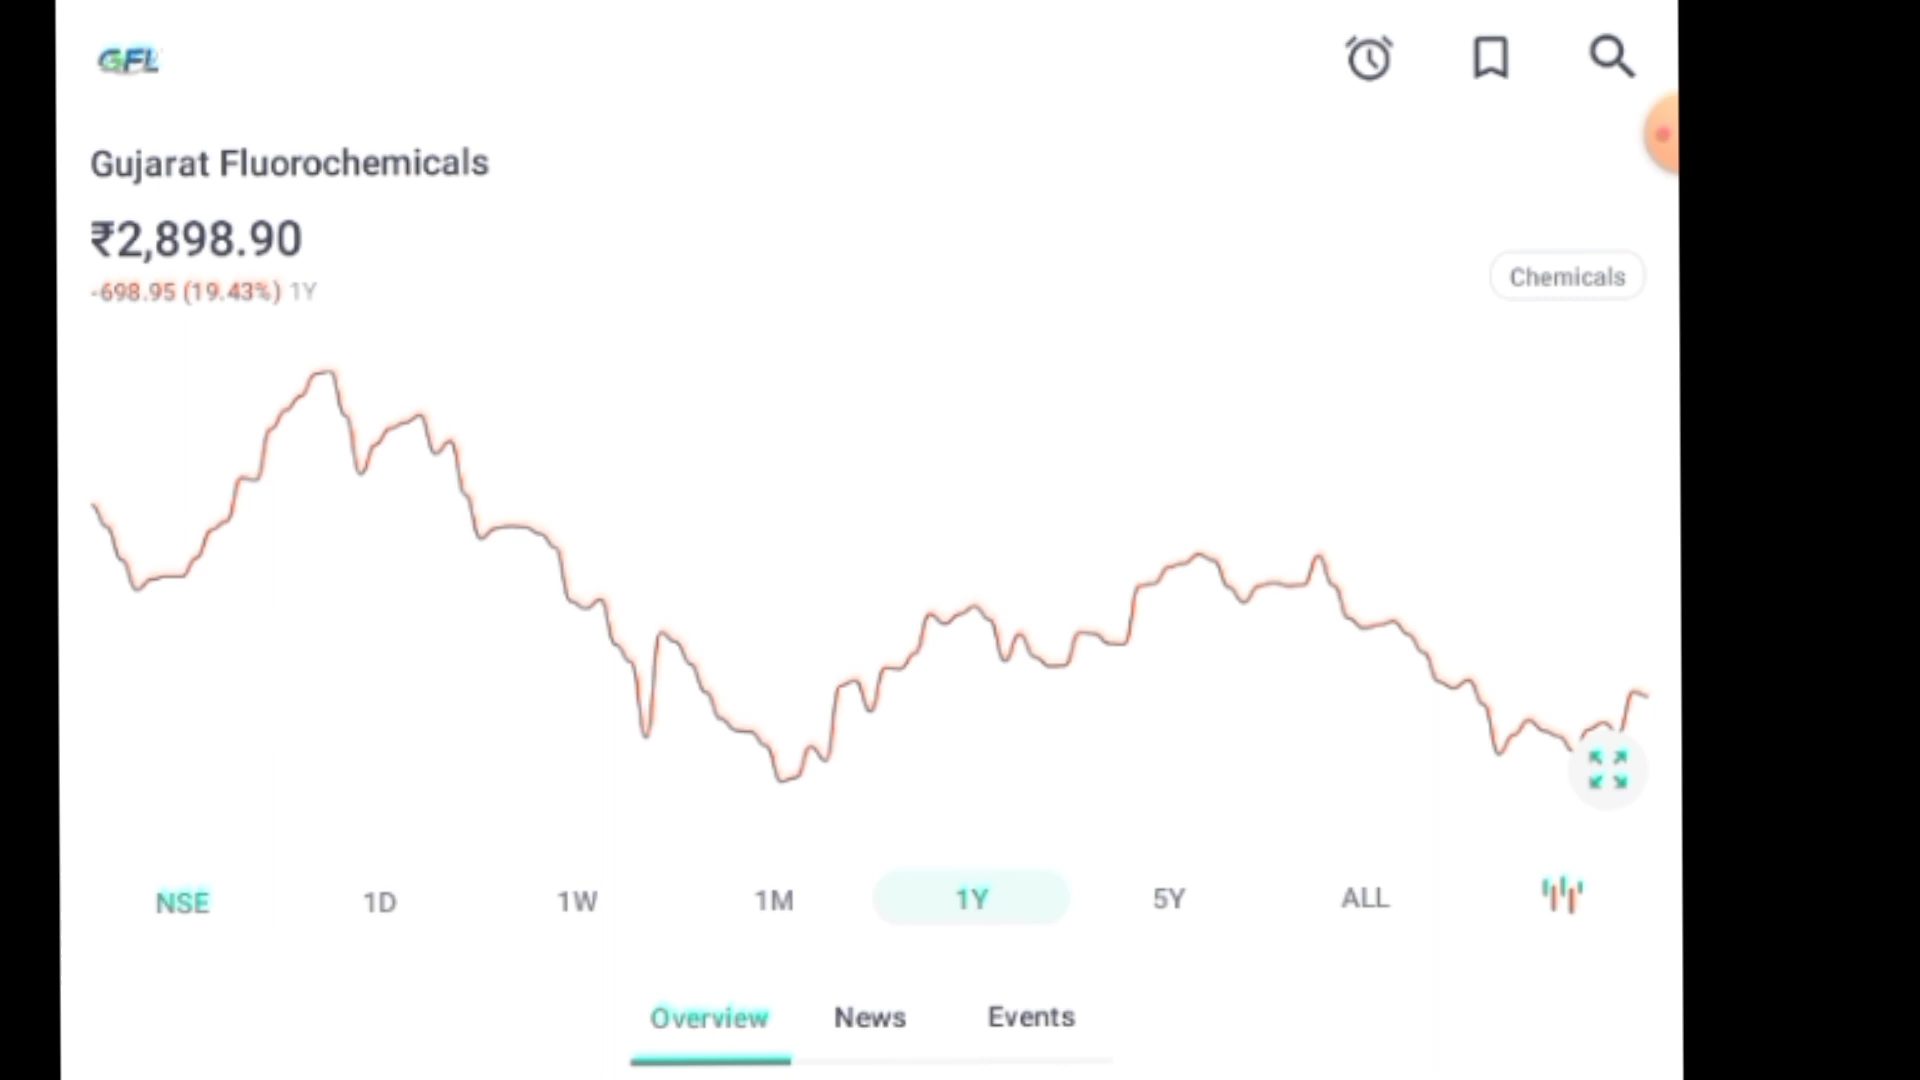 GFL
Gujarat Fluorochemicals
₹2,898.90
-698.95 (19.43%) 1Y
Chemicals
NSE 1D 1W 1M 1Y 5Y ALL
Overview News Events